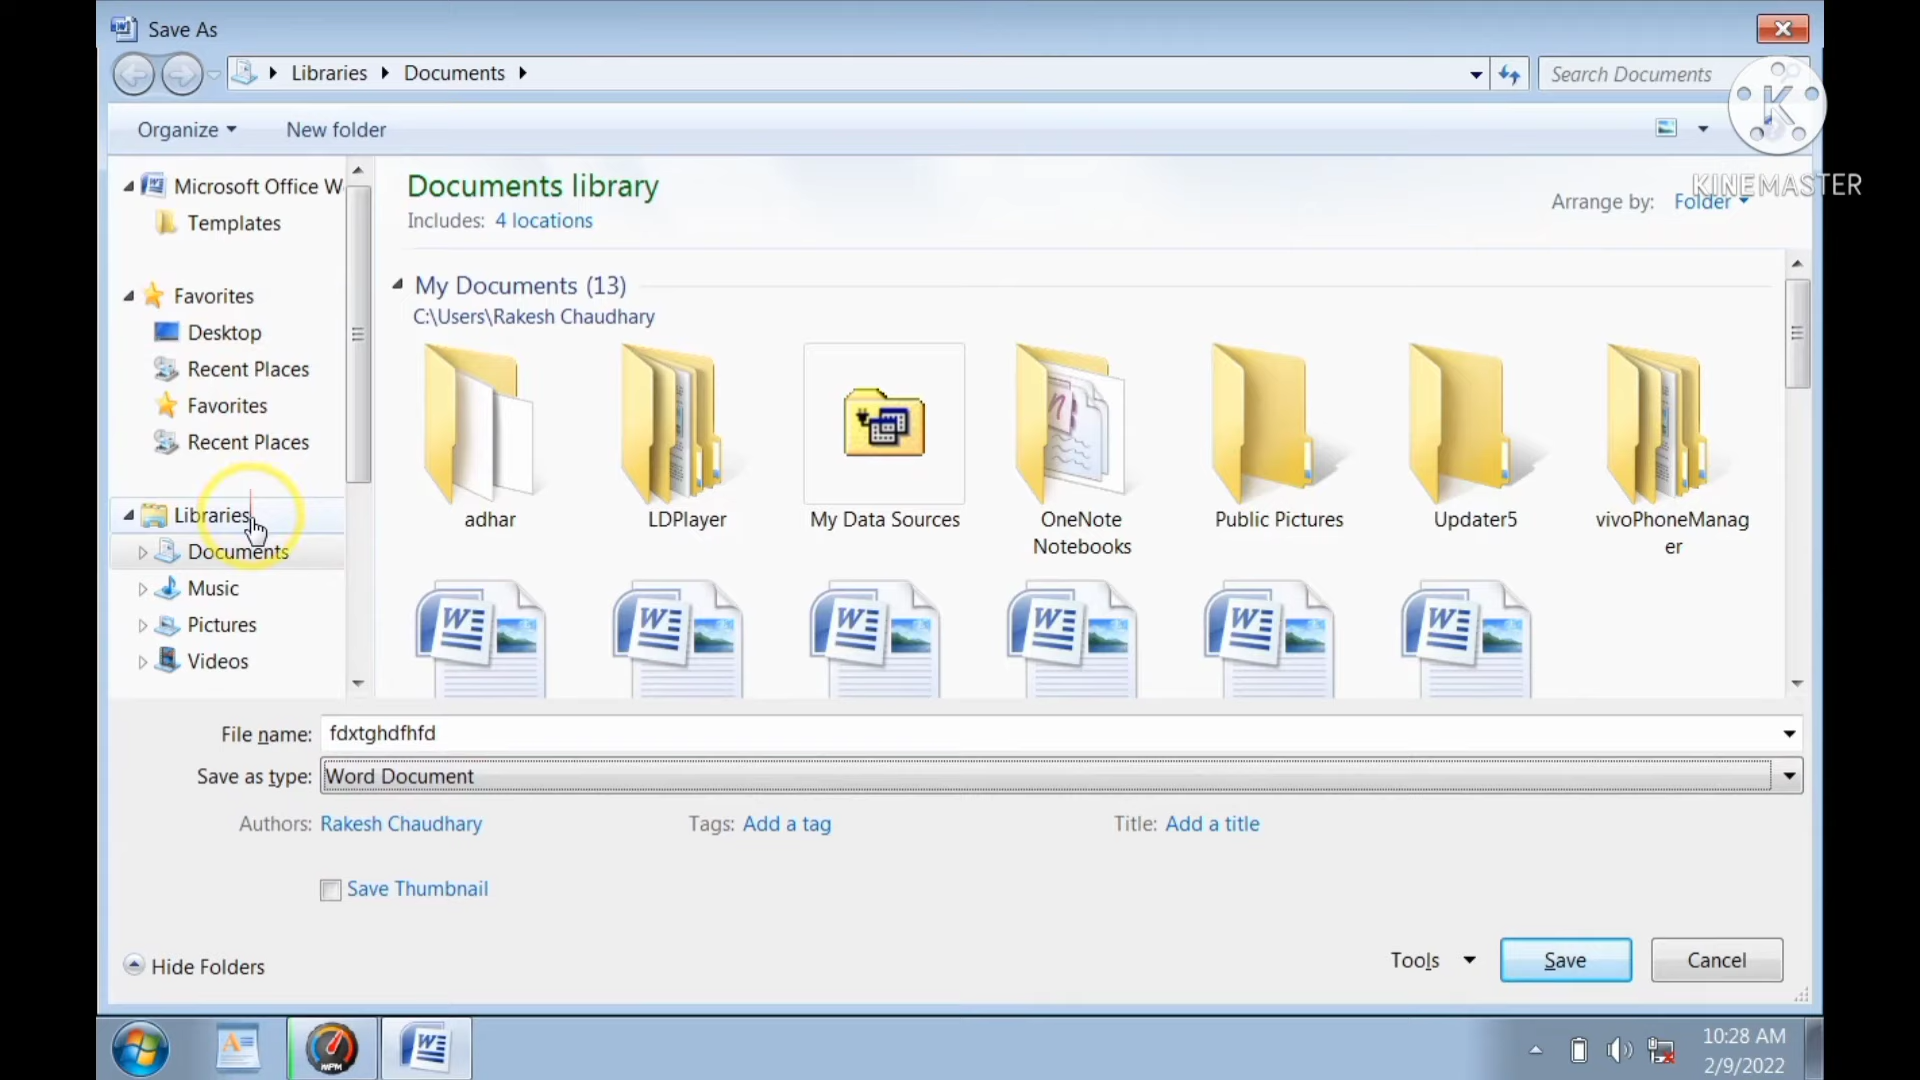 Save As
Libraries Documents
Search Documents
Organize New folder
KINEMASTER
Microsoft Office W
Templates
Favorites
Desktop
Recent Places
Favorites
Recent Places
Libraries
Documents
Music
Pictures
Videos
Documents library
Includes: 4 locations
Arrange by: Folder
My Documents (13)
C:\Users\Rakesh Chaudhary
adhar
LDPlayer
My Data Sources
OneNote
Notebooks
Public Pictures
Updater5
vivoPhoneManag
er
File name: fdxtghdfhfd
Save as type: Word Document
Authors: Rakesh Chaudhary Tags: Add a tag Title: Add a title
Save Thumbnail
Hide Folders
Tools Save Cancel
WPM
10:28 AM
2/9/2022